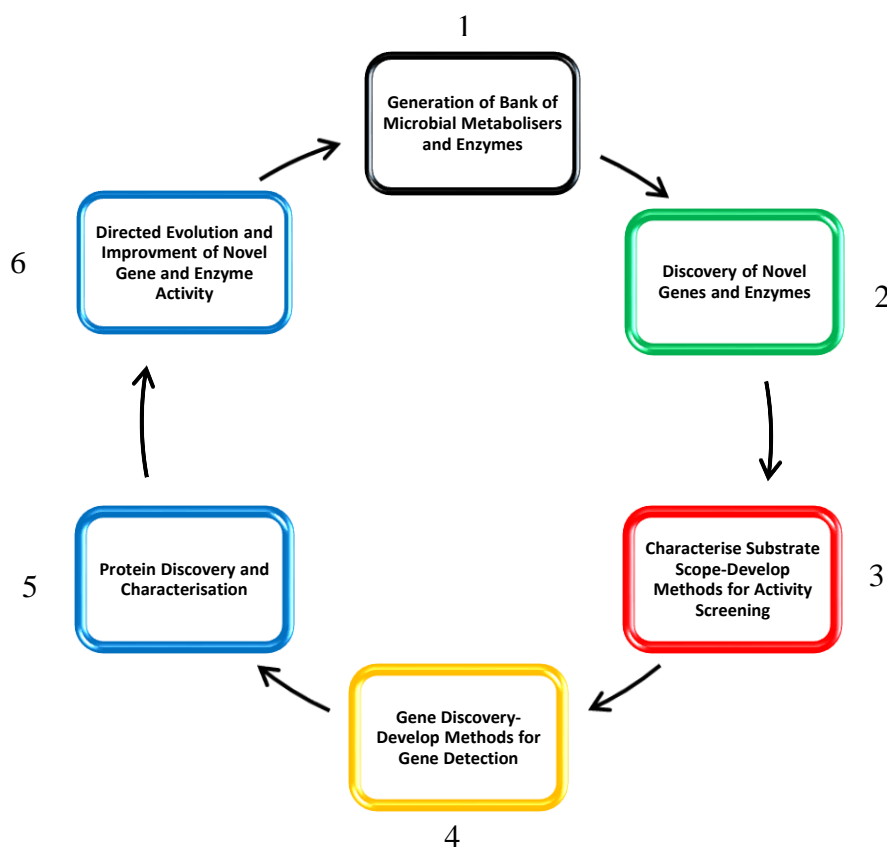 1
Generation of Bank of
Microbial Metabolisers
and Enzymes
Discovery of Novel
Genes and Enzymes
2
Characterise Substrate
Scope-Develop
Methods for Activity
Screening
3
Gene Discovery-
Develop Methods for
Gene Detection
4
Protein Discovery and
Characterisation
5
Directed Evolution and
Improvment of Novel
Gene and Enzyme
Activity
6